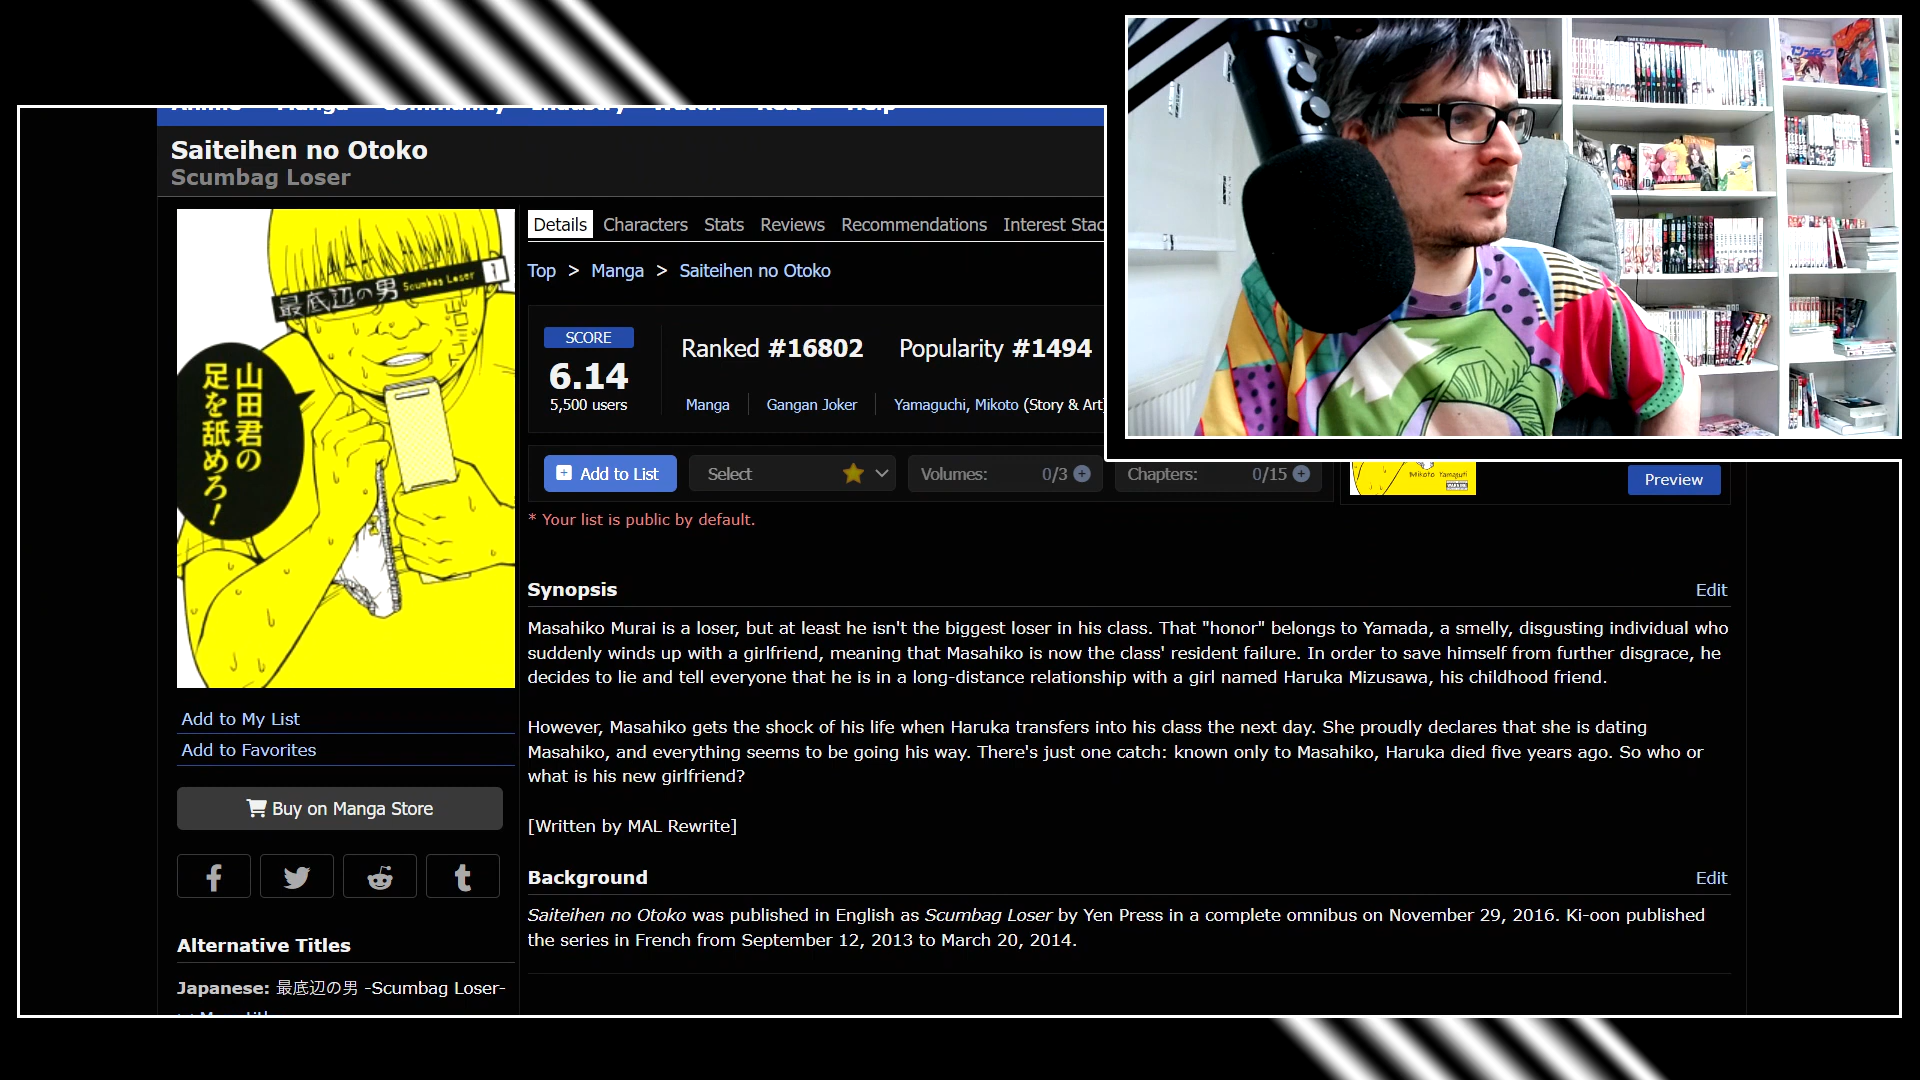 Anime Manga Community Industry Watch Read Help
Saiteihen no Otoko
Scumbag Loser
最底辺の男 Scumbag Loser 1
山田君の
足を舐めろ！
Details Characters Stats Reviews Recommendations Interest Stac
Top > Manga > Saiteihen no Otoko
SCORE
6.14
5,500 users
Ranked #16802 Popularity #1494
Manga Gangan Joker Yamaguchi, Mikoto (Story & Art)
Add to List Select Volumes: 0/3 Chapters: 0/15
Preview
* Your list is public by default.
Synopsis
Edit
Masahiko Murai is a loser, but at least he isn't the biggest loser in his class. That "honor" belongs to Yamada, a smelly, disgusting individual who
suddenly winds up with a girlfriend, meaning that Masahiko is now the class' resident failure. In order to save himself from further disgrace, he
decides to lie and tell everyone that he is in a long-distance relationship with a girl named Haruka Mizusawa, his childhood friend.
However, Masahiko gets the shock of his life when Haruka transfers into his class the next day. She proudly declares that she is dating
Masahiko, and everything seems to be going his way. There's just one catch: known only to Masahiko, Haruka died five years ago. So who or
what is his new girlfriend?
[Written by MAL Rewrite]
Background
Edit
Saiteihen no Otoko was published in English as Scumbag Loser by Yen Press in a complete omnibus on November 29, 2016. Ki-oon published
the series in French from September 12, 2013 to March 20, 2014.
Add to My List
Add to Favorites
Buy on Manga Store
Alternative Titles
Japanese: 最底辺の男 -Scumbag Loser-